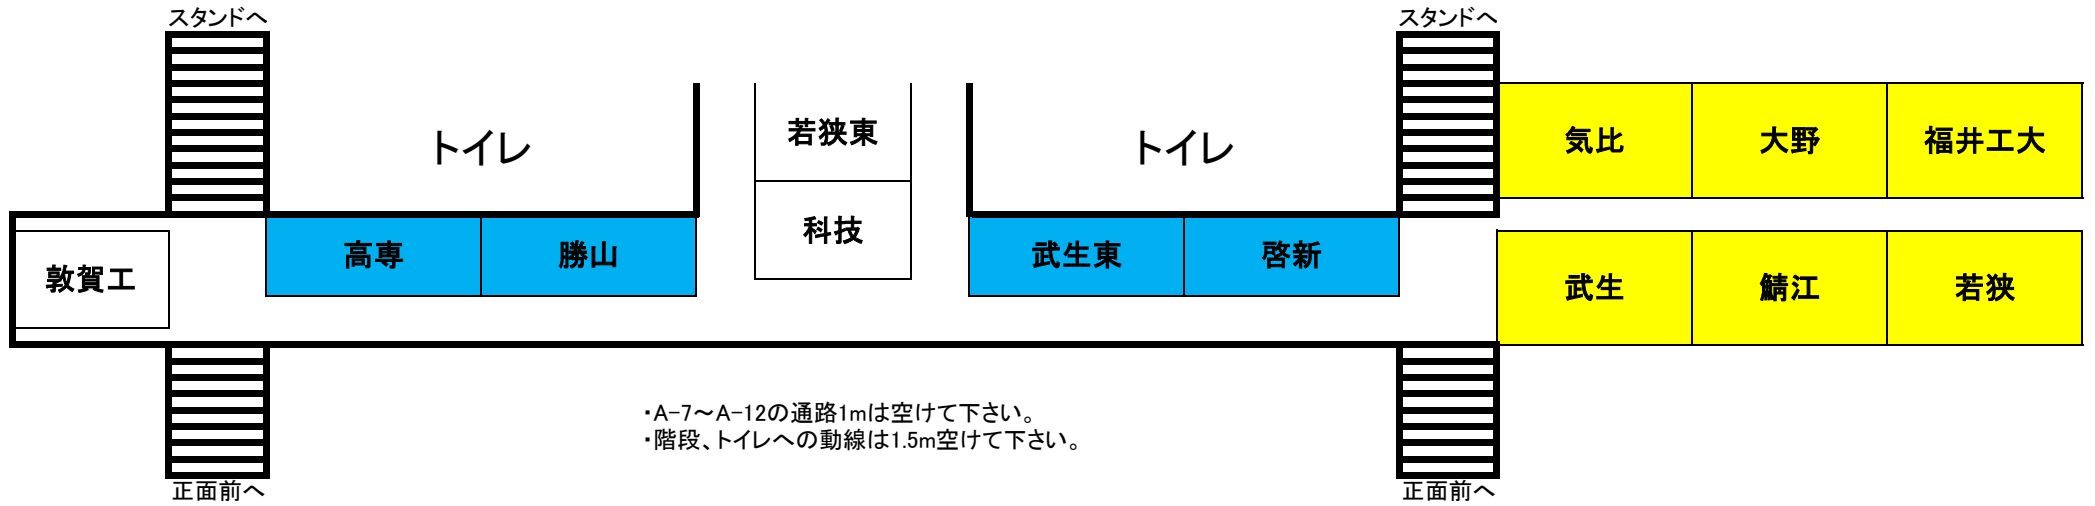 スタンドへ
スタンドへ
トイレ
若狭東
トイレ
気比
大野
福井工大
科技
高専
勝山
武生東
啓新
敦賀工
武生
鯖江
若狭
・A-7～A-12の通路1mは空けて下さい。
・階段、トイレへの動線は1.5m空けて下さい。
正面前へ
正面前へ